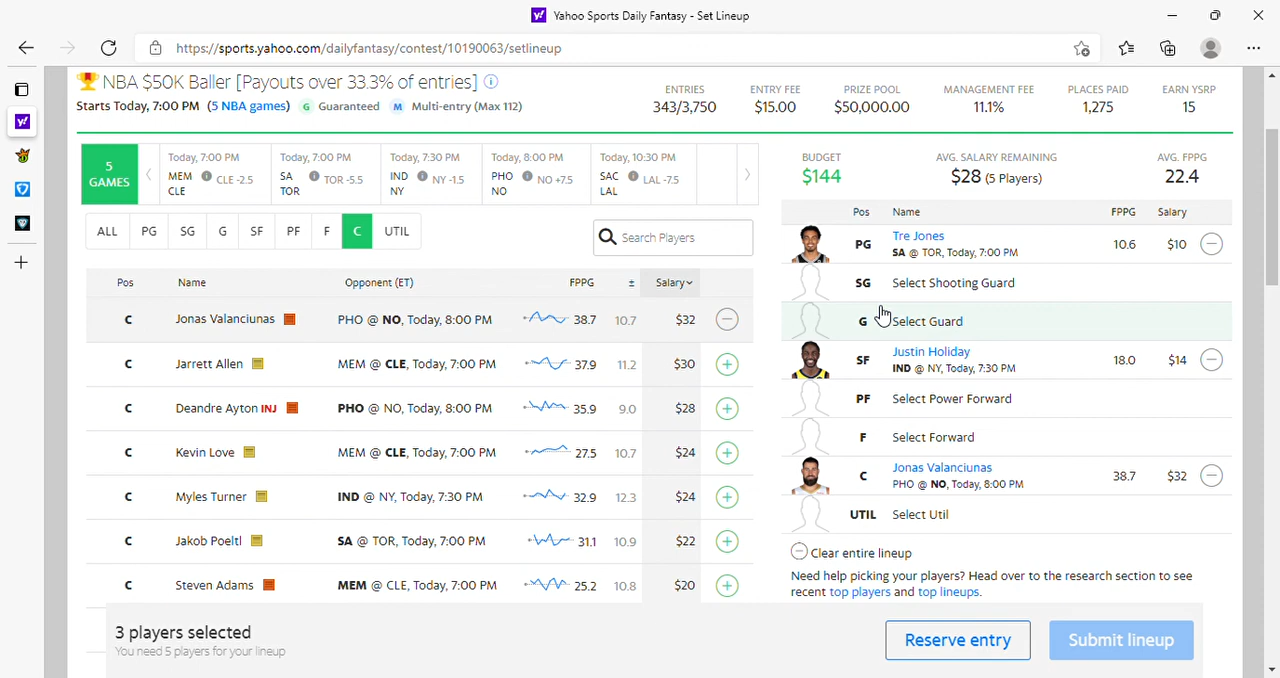 Yahoo Sports Daily Fantasy - Set Lineup
https://sports.yahoo.com/dailyfantasy/contest/10190063/setlineup
NBA $50K Baller [Payouts over 33.3% of entries]
Starts Today, 7:00 PM (5 NBA games) G Guaranteed M Multi-entry (Max 112)
ENTRIES ENTRY FEE PRIZE POOL MANAGEMENT FEE PLACES PAID EARN YSRP
343/3,750 $15.00 $50,000.00 11.1% 1,275 15
5 GAMES
Today, 7:00 PM MEM CLE CLE -2.5
Today, 7:00 PM SA TOR TOR -5.5
Today, 7:30 PM IND NY NY -1.5
Today, 8:00 PM PHO NO NO +7.5
Today, 10:30 PM SAC LAL LAL -7.5
ALL PG SG G SF PF F C UTIL
Search Players
Pos Name Opponent (ET) FPPG ± Salary
C Jonas Valanciunas PHO @ NO, Today, 8:00 PM 38.7 10.7 $32
C Jarrett Allen MEM @ CLE, Today, 7:00 PM 37.9 11.2 $30
C Deandre Ayton INJ PHO @ NO, Today, 8:00 PM 35.9 9.0 $28
C Kevin Love MEM @ CLE, Today, 7:00 PM 27.5 10.7 $24
C Myles Turner IND @ NY, Today, 7:30 PM 32.9 12.3 $24
C Jakob Poeltl SA @ TOR, Today, 7:00 PM 31.1 10.9 $22
C Steven Adams MEM @ CLE, Today, 7:00 PM 25.2 10.8 $20
BUDGET AVG. SALARY REMAINING AVG. FPPG
$144 $28 (5 Players) 22.4
Pos Name FPPG Salary
PG Tre Jones 10.6 $10
SA @ TOR, Today, 7:00 PM
SG Select Shooting Guard
G Select Guard
SF Justin Holiday 18.0 $14
IND @ NY, Today, 7:30 PM
PF Select Power Forward
F Select Forward
C Jonas Valanciunas 38.7 $32
PHO @ NO, Today, 8:00 PM
UTIL Select Util
Clear entire lineup
Need help picking your players? Head over to the research section to see
recent top players and top lineups.
3 players selected
You need 5 players for your lineup
Reserve entry
Submit lineup